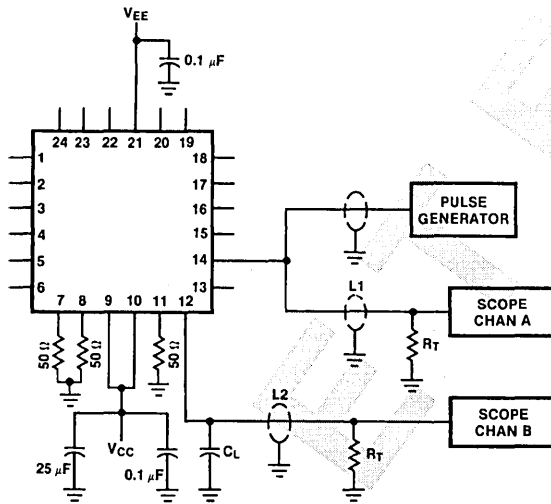 VEE
0.1 μF
24 23 22 21 20 19
1 18
2 17
3 16
4 15
5 14
6 13
7 8 9 10 11 12
PULSE
GENERATOR
L1
SCOPE
CHAN A
RT
50 Ω
50 Ω
50 Ω
L2
SCOPE
CHAN B
25 μF
VCC
0.1 μF
CL
RT